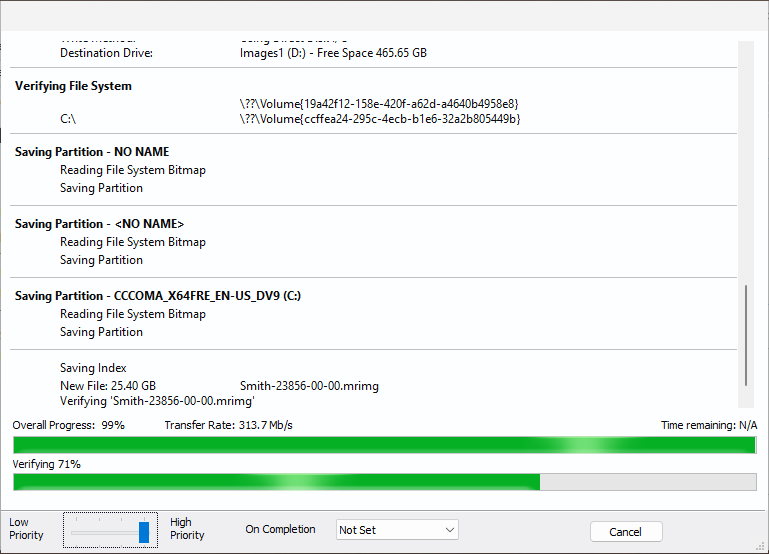 Destination Drive: Images1 (D:) - Free Space 465.65 GB
Verifying File System
\??\Volume{19a42f12-158e-420f-a62d-a4640b4958e8}
C:\ \??\Volume{ccffea24-295c-4ecb-b1e6-32a2b805449b}
Saving Partition - NO NAME
Reading File System Bitmap
Saving Partition
Saving Partition - <NO NAME>
Reading File System Bitmap
Saving Partition
Saving Partition - CCCOMA_X64FRE_EN-US_DV9 (C:)
Reading File System Bitmap
Saving Partition
Saving Index
New File: 25.40 GB Smith-23856-00-00.mrimg
Verifying 'Smith-23856-00-00.mrimg'
Overall Progress: 99% Transfer Rate: 313.7 Mb/s Time remaining: N/A
Verifying 71%
Low Priority High Priority On Completion Not Set Cancel